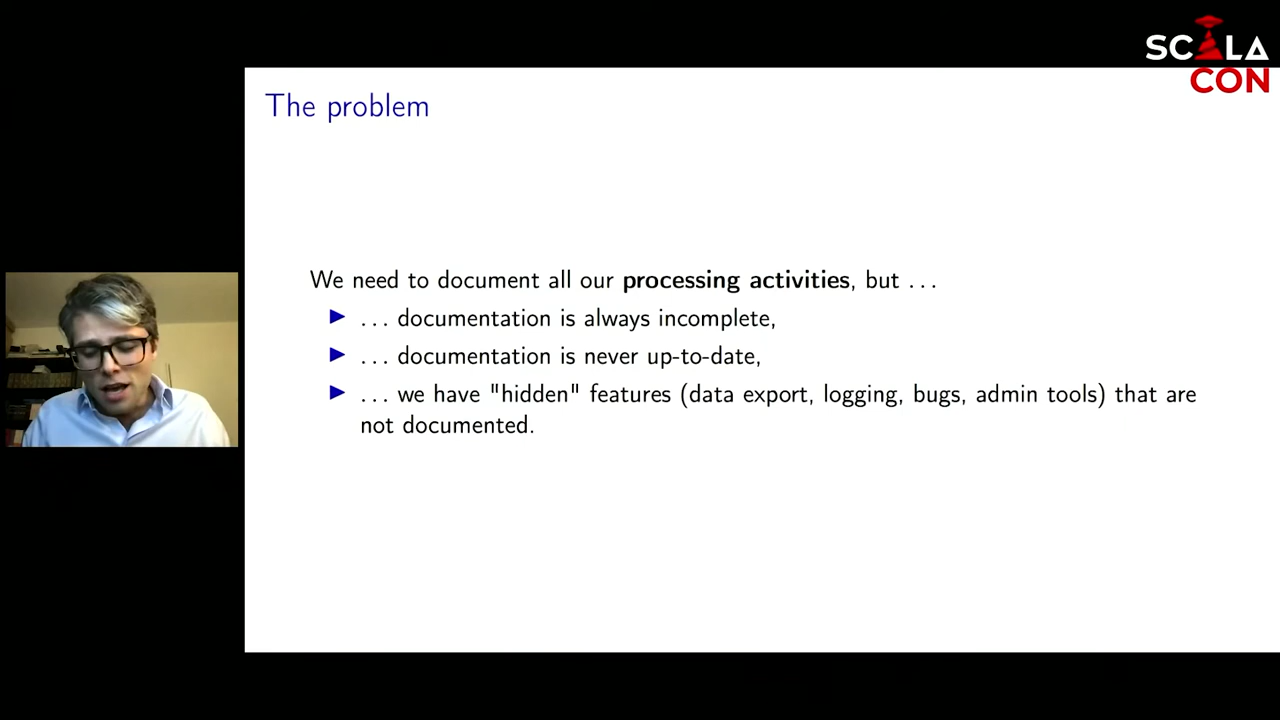 SCALA
CON
The problem
We need to document all our processing activities, but ...
▶ ... documentation is always incomplete,
▶ ... documentation is never up-to-date,
▶ ... we have "hidden" features (data export, logging, bugs, admin tools) that are
not documented.